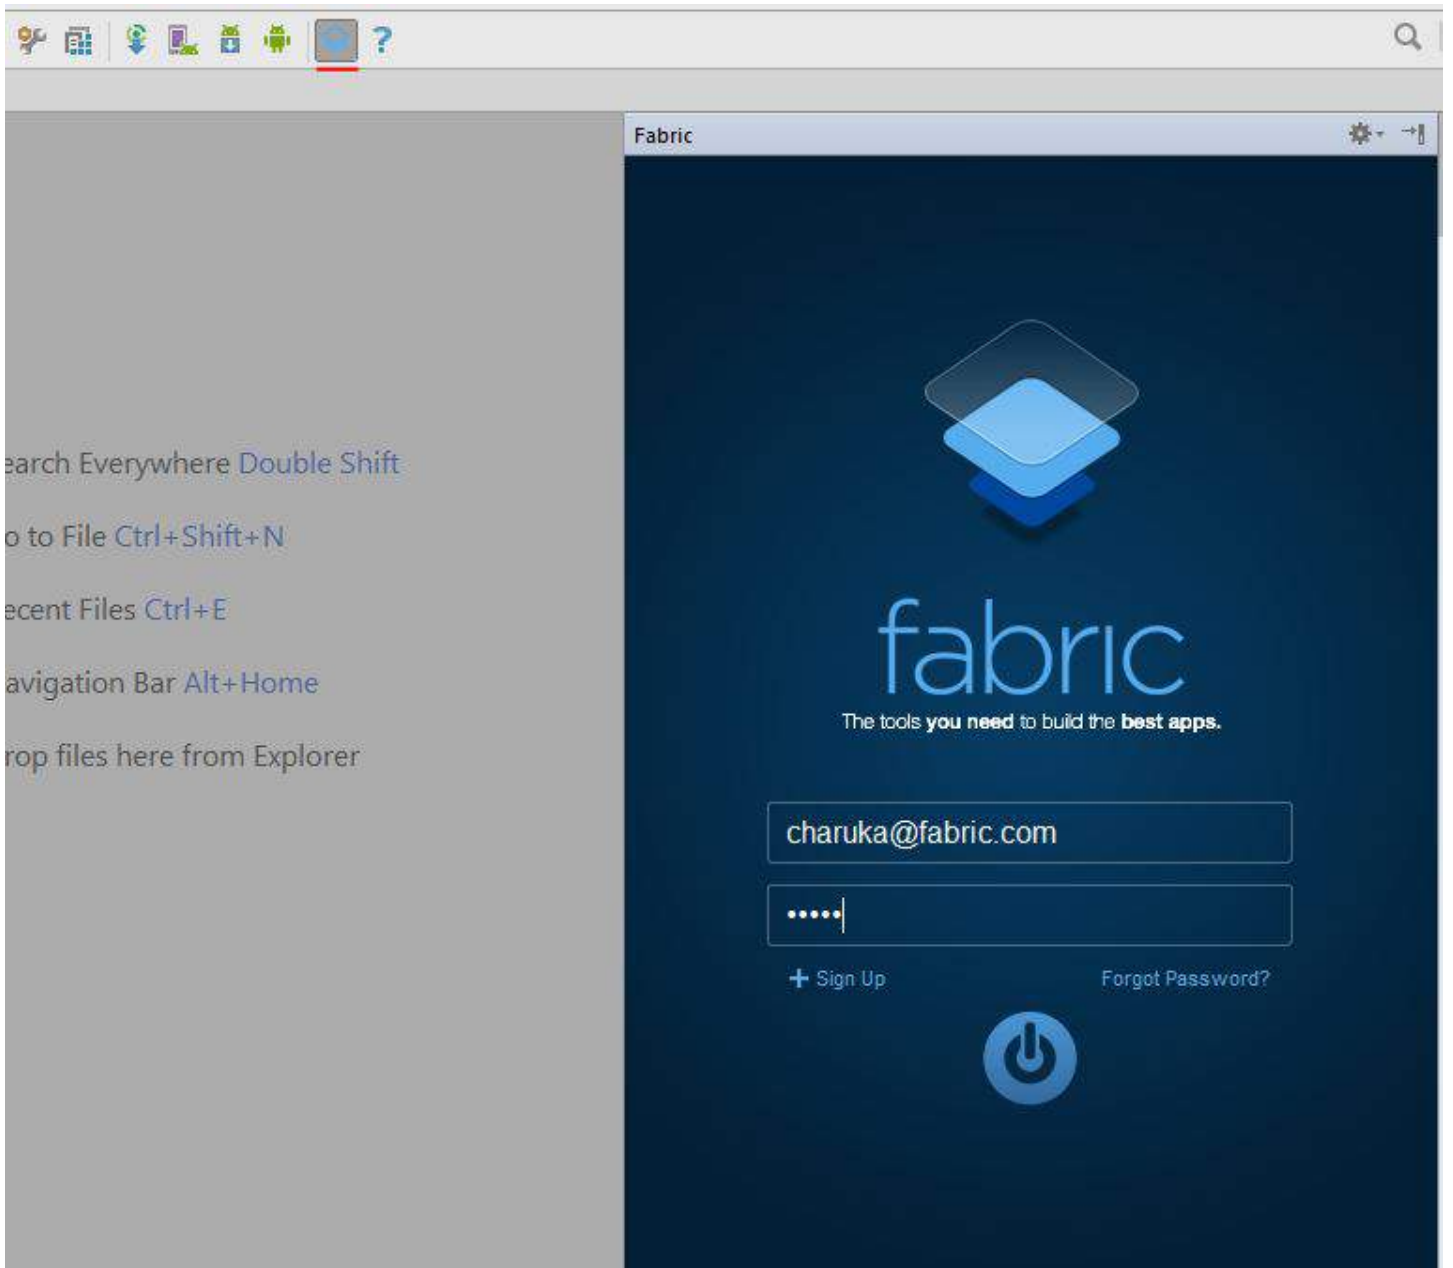 ?
Fabric
earch Everywhere Double Shift
o to File Ctrl+Shift+N
ecent Files Ctrl+E
avigation Bar Alt+Home
rop files here from Explorer
fabric
The tools you need to build the best apps.
charuka@fabric.com
•••••
+ Sign Up
Forgot Password?